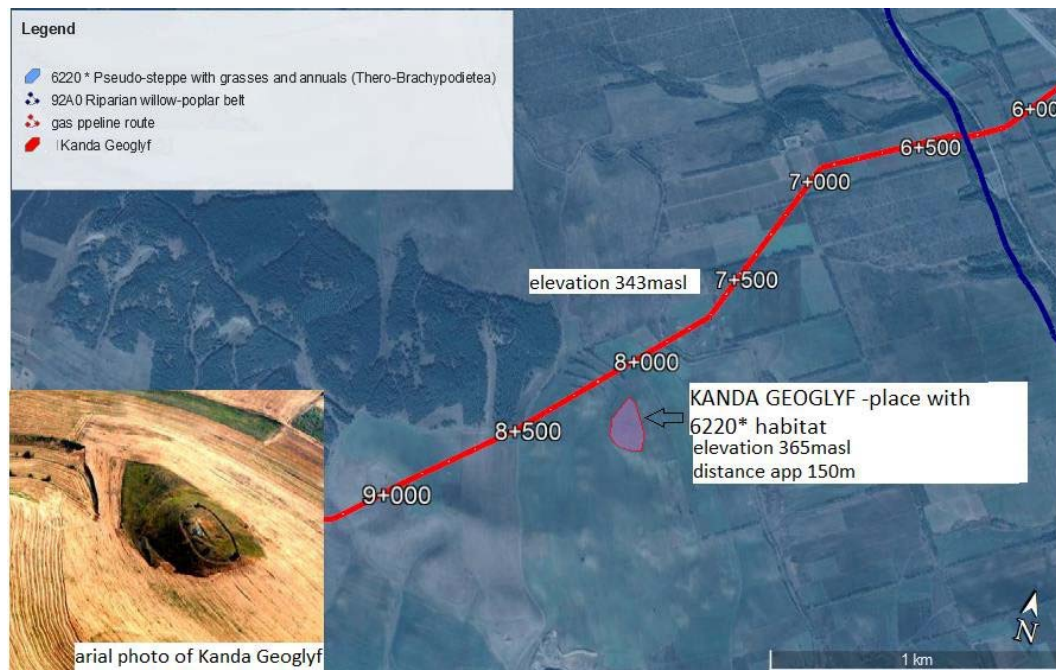 Legend
6220 * Pseudo-steppe with grasses and annuals (Thero-Brachypodietea)
92A0 Riparian willow-poplar belt
gas ppeline route
Kanda Geoglyf
6+00
6+500
7+000
elevation 343masl
7+500
8+000
KANDA GEOGLYF -place with
6220* habitat
elevation 365masl
distance app 150m
8+500
9+000
arial photo of Kanda Geoglyf
N
1 km